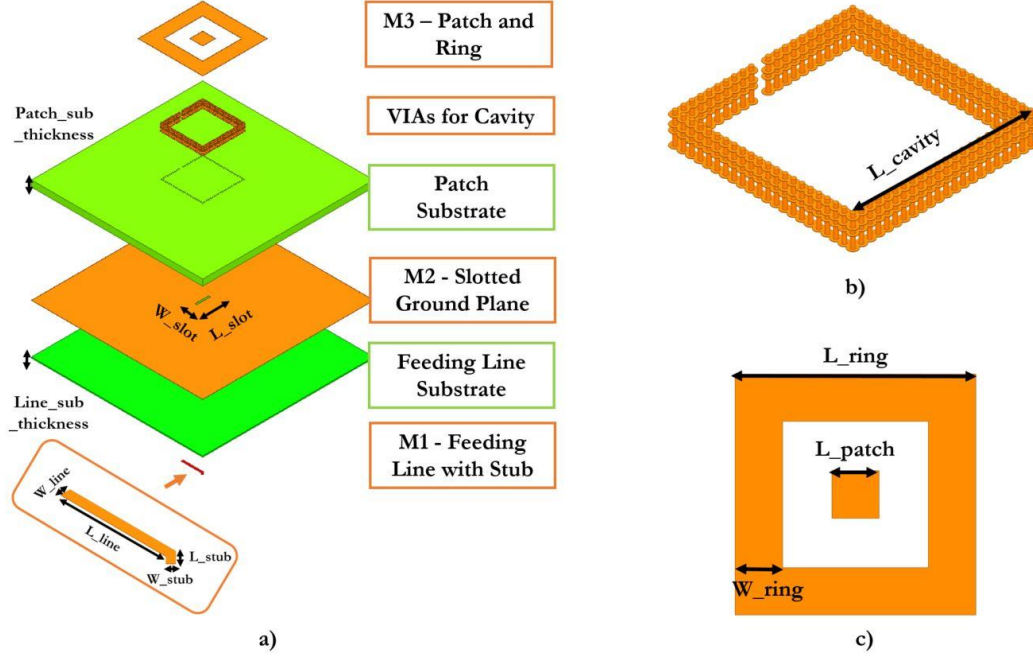 M3 – Patch and
Ring
VIAs for Cavity
Patch_sub
_thickness
Patch
Substrate
M2 - Slotted
Ground Plane
W_slot
L_slot
Feeding Line
Substrate
Line_sub
_thickness
M1 - Feeding
Line with Stub
W_line
L_line
L_stub
W_stub
a)
L_cavity
b)
L_ring
L_patch
W_ring
c)